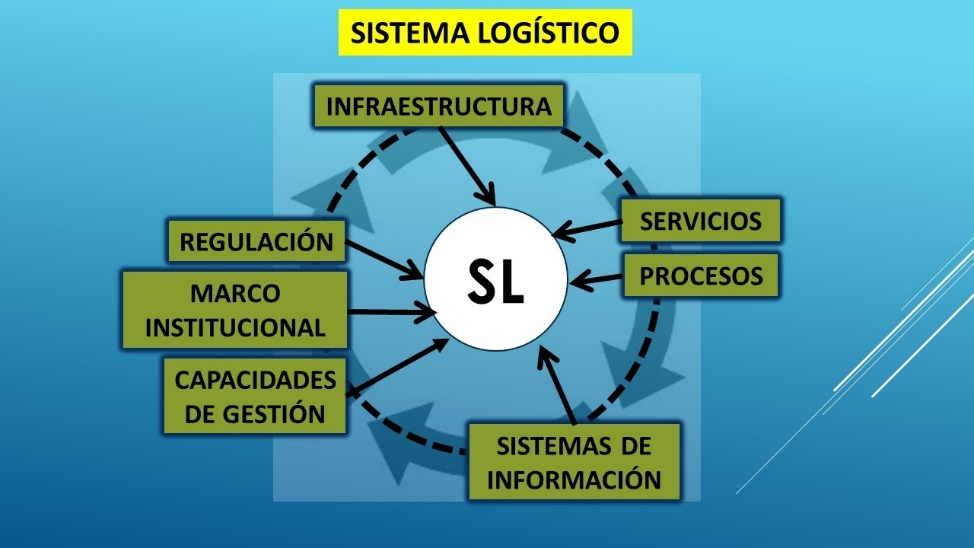 SISTEMA LOGÍSTICO
INFRAESTRUCTURA
SERVICIOS
REGULACIÓN
PROCESOS
SL
MARCO
INSTITUCIONAL
CAPACIDADES
DE GESTIÓN
SISTEMAS DE
INFORMACIÓN